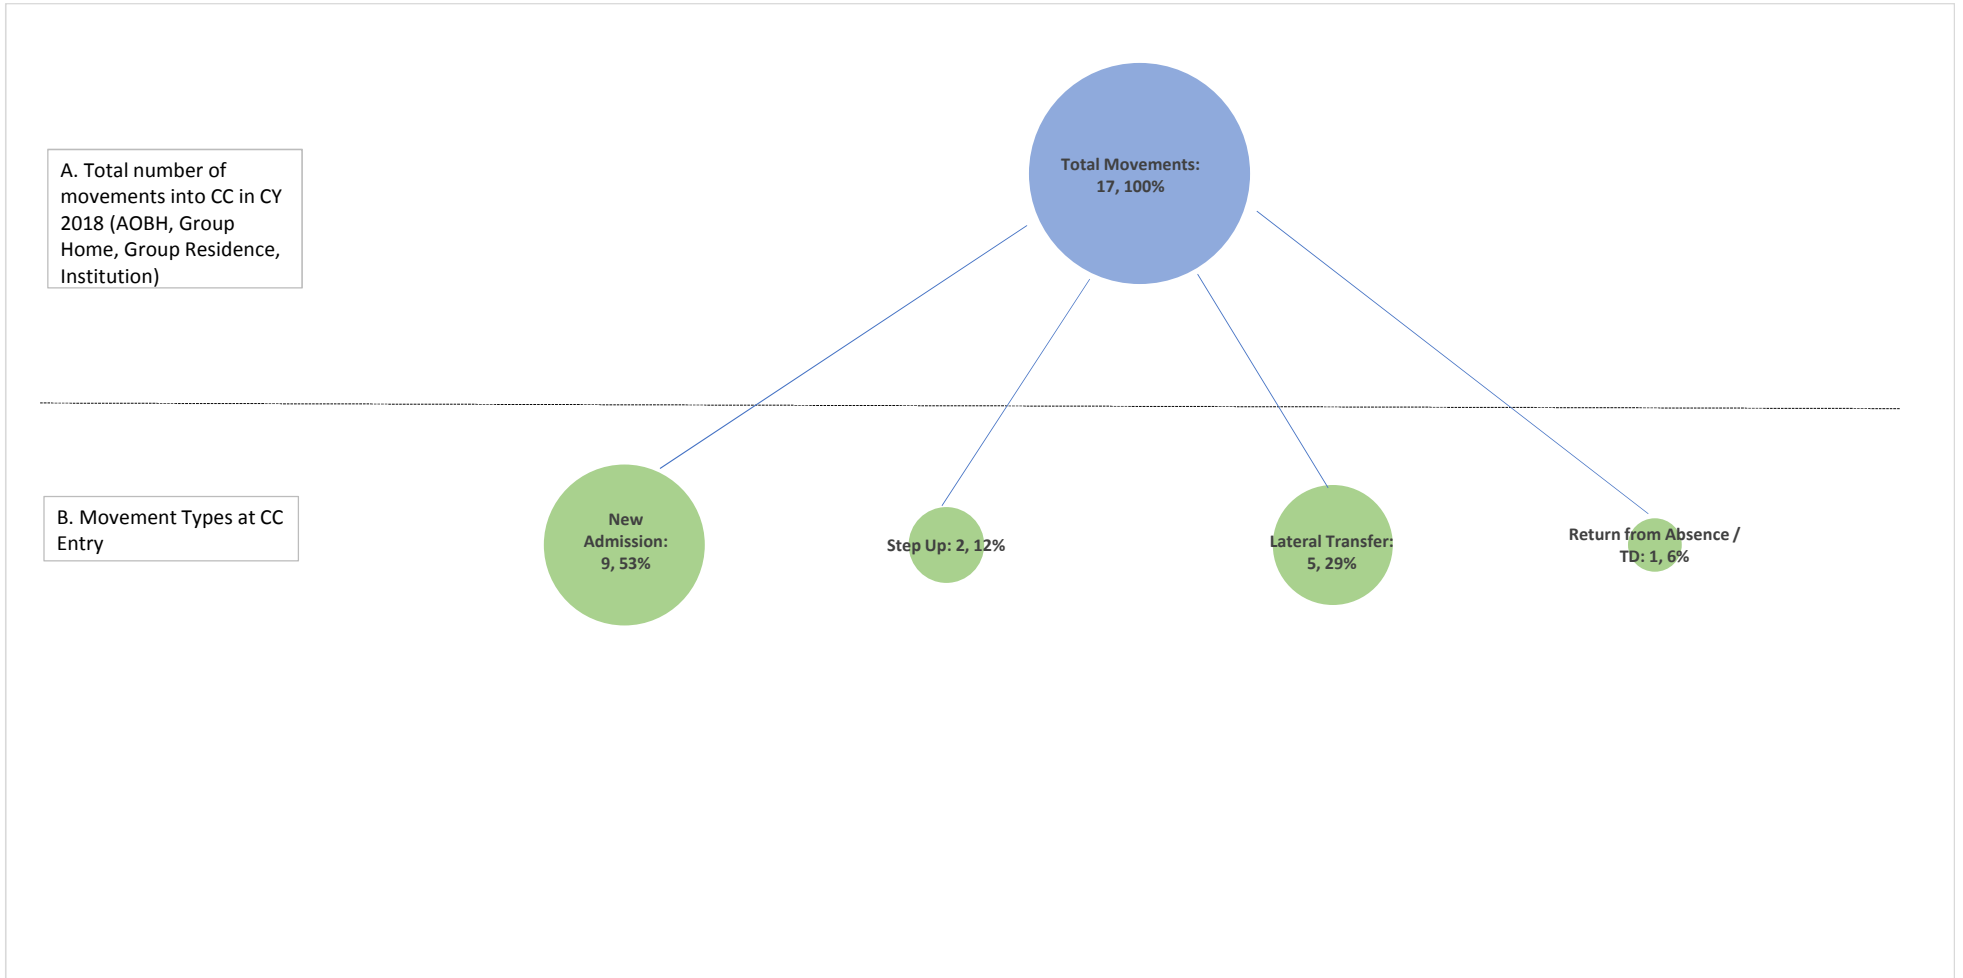 Total Movements:
17, 100%
A. Total number of
movements into CC in CY
2018 (AOBH, Group
Home, Group Residence,
Institution)
B. Movement Types at CC
Entry
New
Admission:
9, 53%
Step Up: 2, 12%
Lateral Transfer:
5, 29%
Return from Absence /
TD: 1, 6%